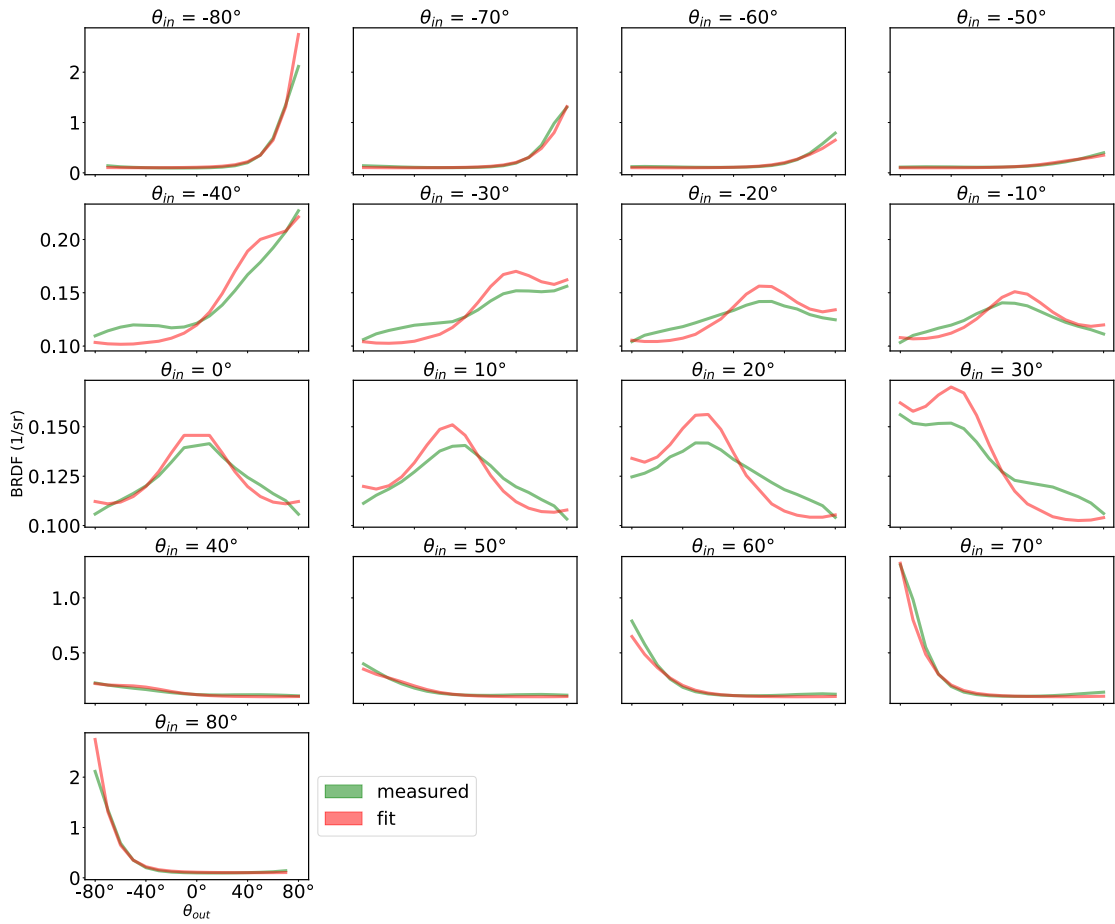 θin = -80° θin = -70° θin = -60° θin = -50°
2
1
0
θin = -40° θin = -30° θin = -20° θin = -10°
0.20
0.15
0.10
θin = 0° θin = 10° θin = 20° θin = 30°
BRDF (1/sr)
0.150
0.125
0.100
θin = 40° θin = 50° θin = 60° θin = 70°
1.0
0.5
θin = 80°
2
1
0
measured
fit
-80° -40° 0° 40° 80°
θout